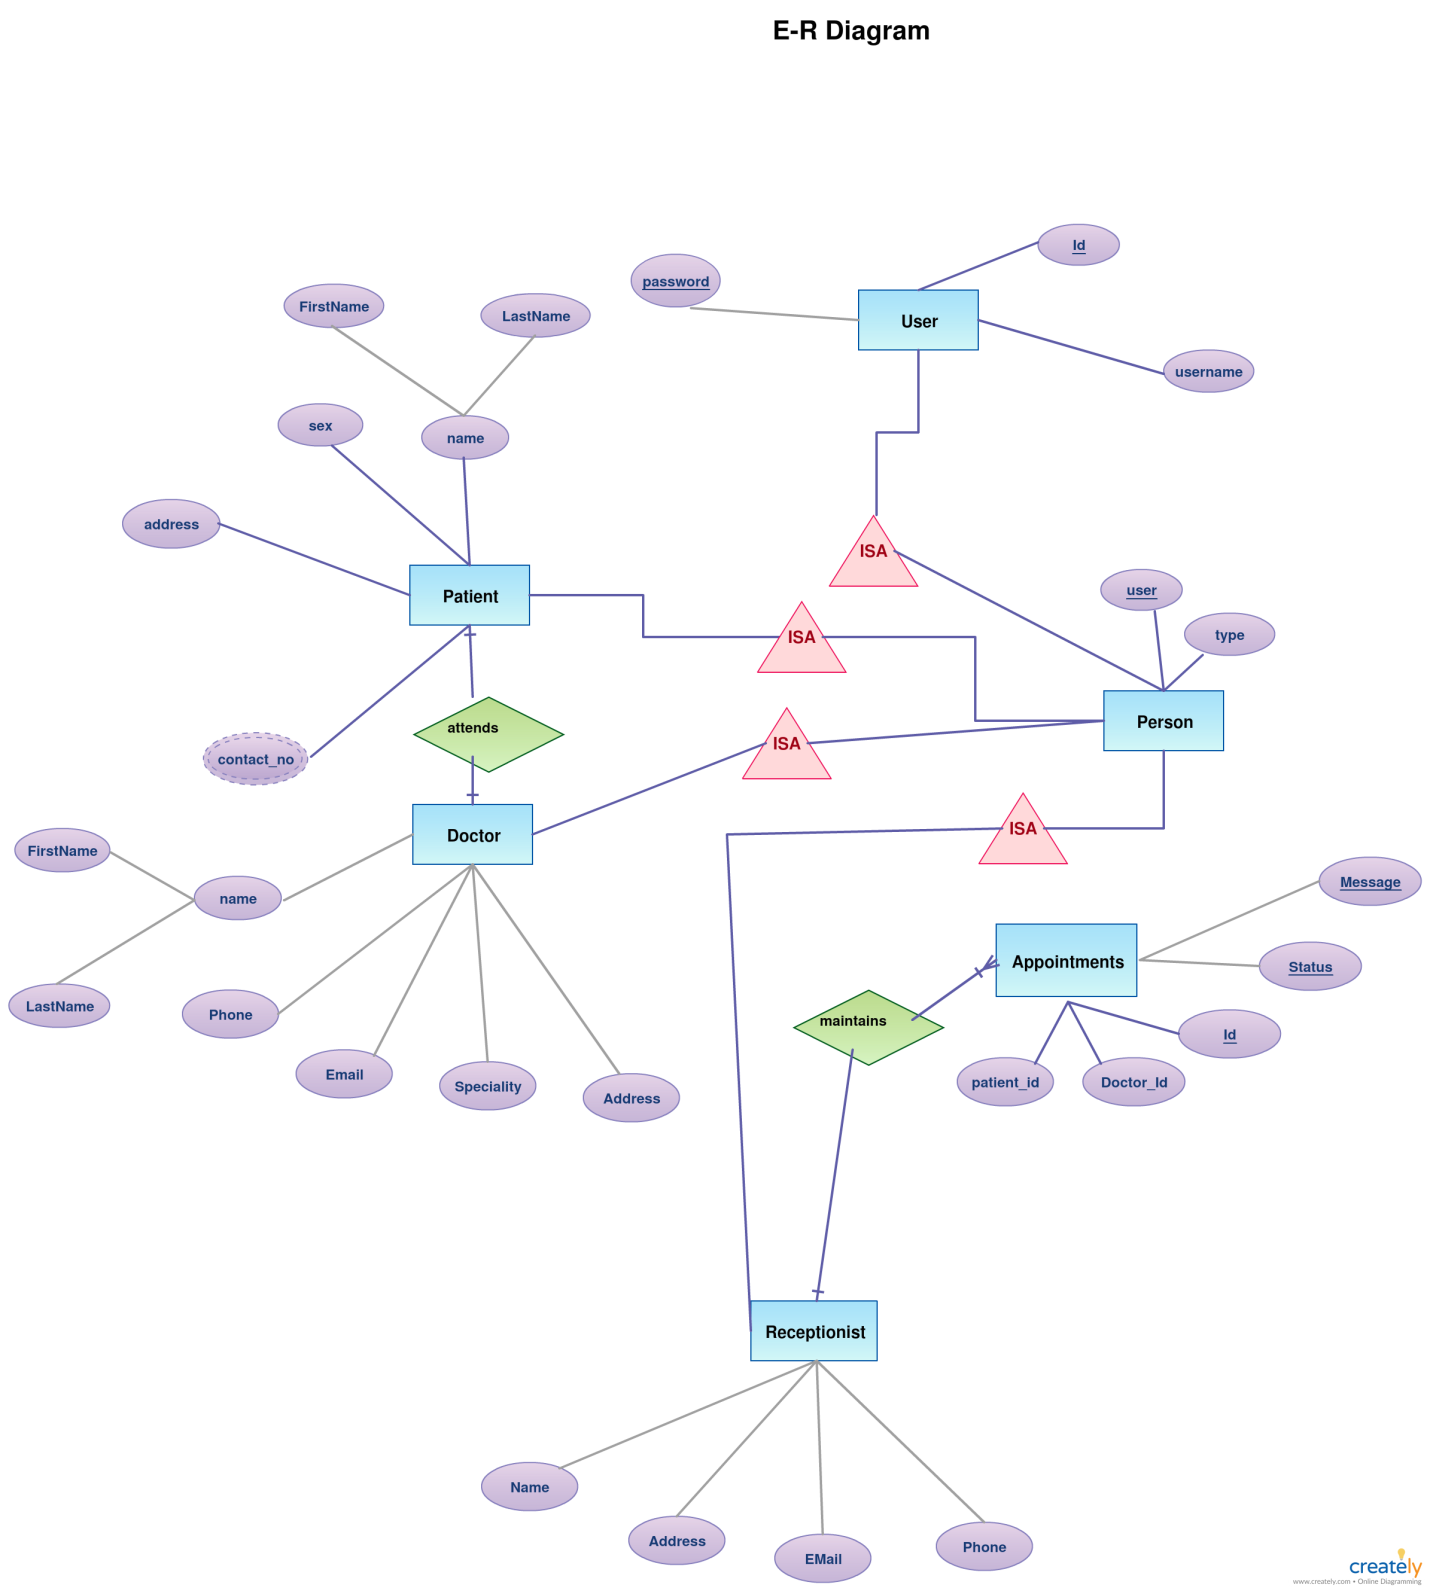 E-R Diagram
Id
password
User
username
FirstName
LastName
sex
name
address
ISA
user
type
Patient
ISA
Person
attends
ISA
contact_no
Doctor
ISA
FirstName
name
LastName
Phone
Email
Speciality
Address
Message
Appointments
Status
maintains
Id
patient_id
Doctor_Id
Receptionist
Name
Address
EMail
Phone
creately
www.creately.com • Online Diagramming